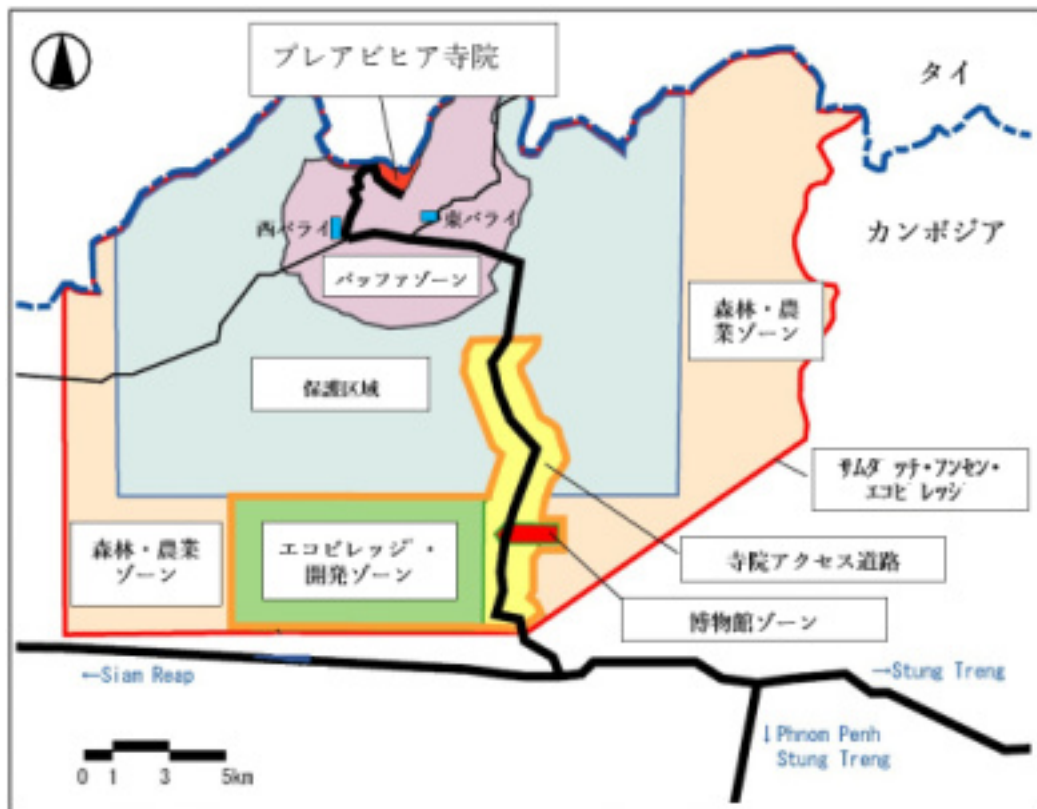 プレアビヒア寺院
タイ
カンボジア
西バライ
東バライ
バッファゾーン
森林・農
業ゾーン
保護区域
サムダッチ・フンセン・
エコビレッジ
森林・農業
ゾーン
エコビレッジ・
開発ゾーン
寺院アクセス道路
博物館ゾーン
←Siam Reap
→Stung Treng
↓Phnom Penh
Stung Treng
0 1 3 5km